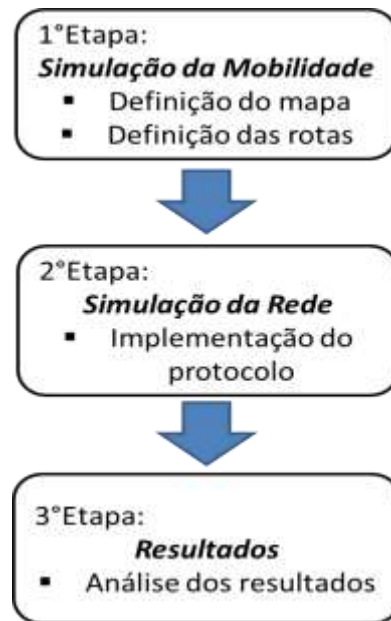 1°Etapa:
Simulação da Mobilidade
▪ Definição do mapa
▪ Definição das rotas
2°Etapa:
Simulação da Rede
▪ Implementação do
protocolo
3°Etapa:
Resultados
▪ Análise dos resultados